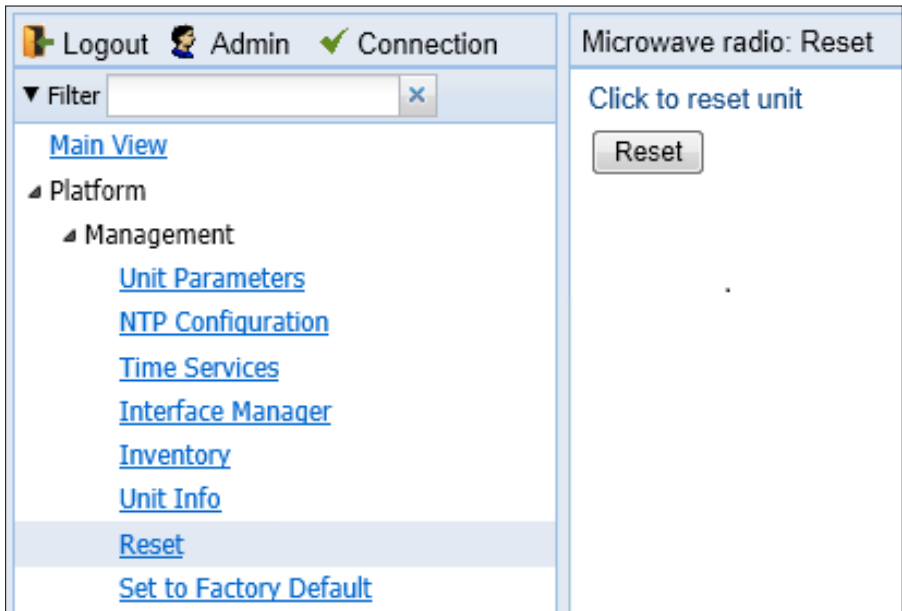 Logout Admin Connection
Filter
Main View
Platform
Management
Unit Parameters
NTP Configuration
Time Services
Interface Manager
Inventory
Unit Info
Reset
Set to Factory Default
Microwave radio: Reset
Click to reset unit
Reset